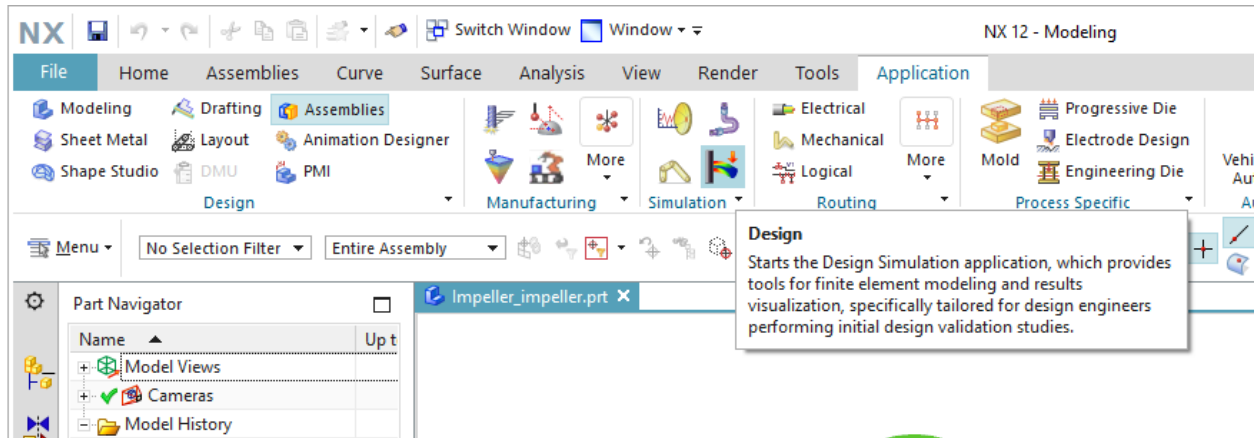 NX Switch Window Window NX 12 - Modeling
File Home Assemblies Curve Surface Analysis View Render Tools Application
Modeling Drafting Assemblies Electrical Progressive Die
Sheet Metal Layout Animation Designer Mechanical Electrode Design
Shape Studio DMU PMI More Logical More Mold Engineering Die
Design Manufacturing Simulation Routing Process Specific
Menu No Selection Filter Entire Assembly
Design
Starts the Design Simulation application, which provides
tools for finite element modeling and results
visualization, specifically tailored for design engineers
performing initial design validation studies.
Part Navigator Impeller_impeller.prt
Name Up t
Model Views
Cameras
Model History